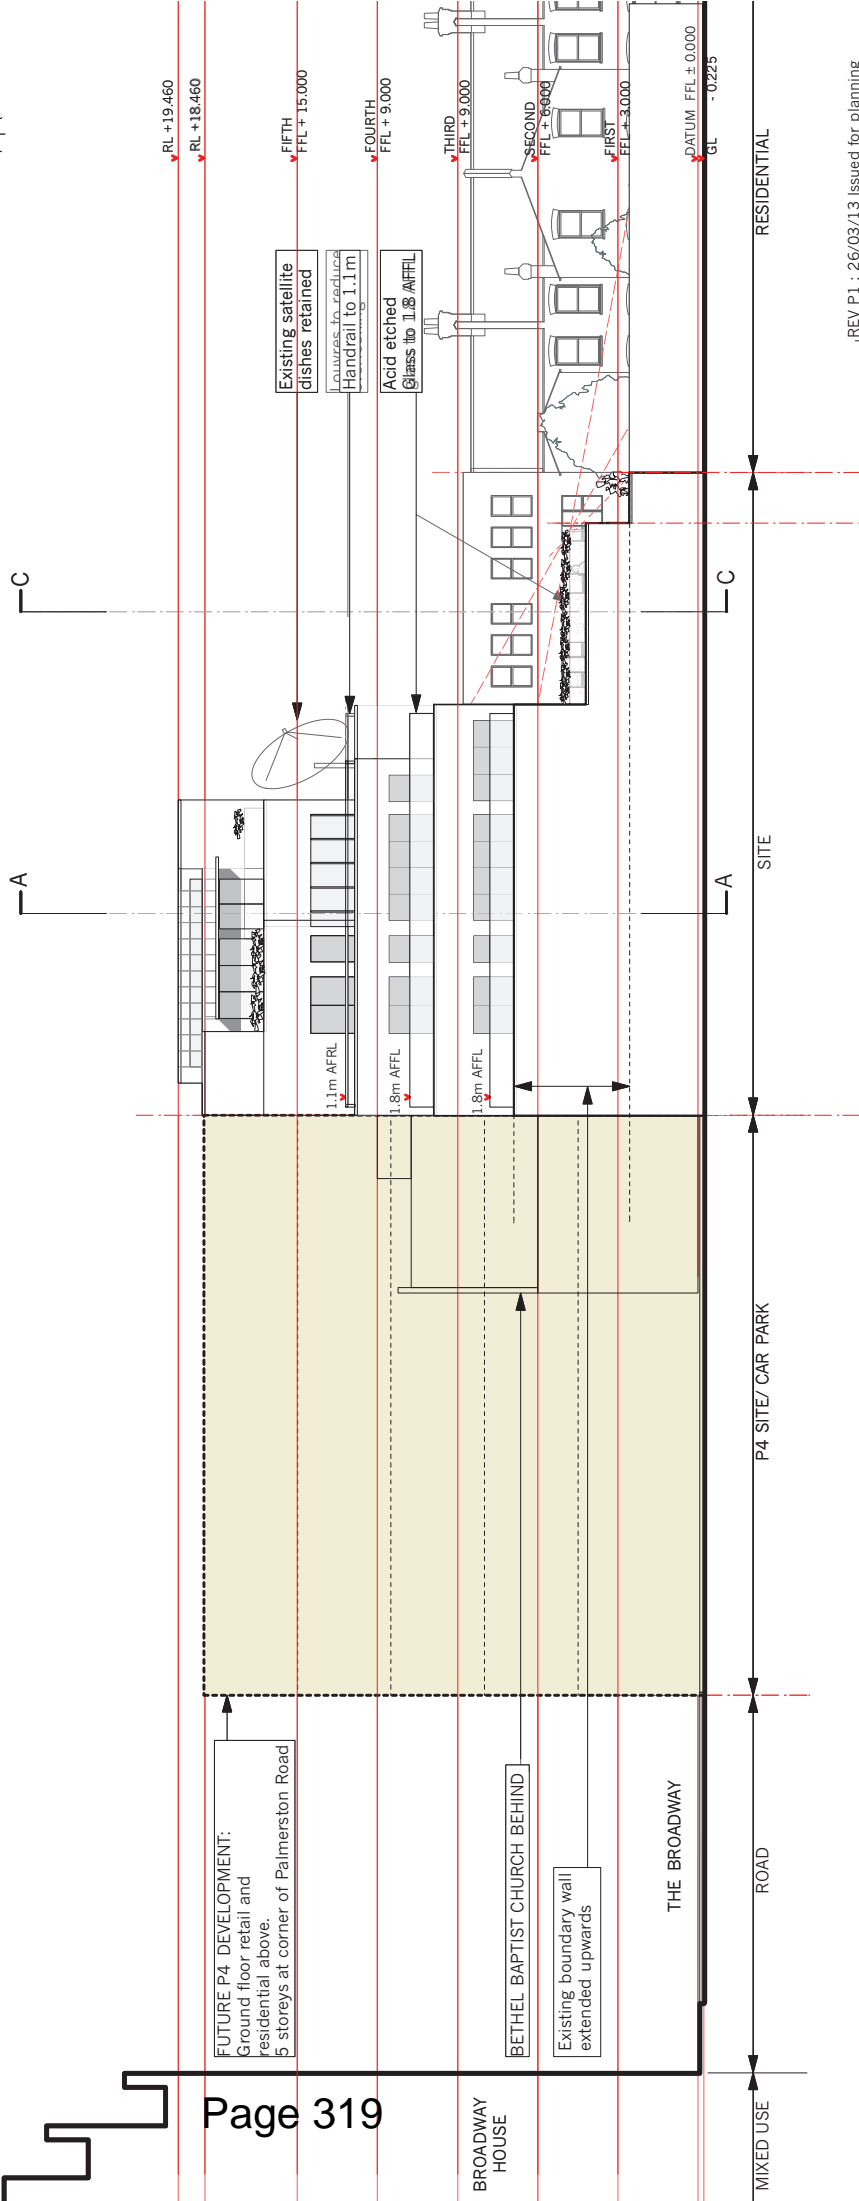 RL +19.460
RL +18.460
FIFTH
FFL + 15.000
FOURTH
FFL + 9.000
THIRD
FFL + 9.000
SECOND
FFL + 6.000
FIRST
FFL + 3.000
DATUM FFL ± 0.000
GL - 0.225
Existing satellite
dishes retained
Louvres to reduce
Handrail to 1.1m
Acid etched
Glass to 1.8 AFFL
C
C
A
A
1.1m AFRL
1.8m AFFL
1.8m AFFL
FUTURE P4 DEVELOPMENT:
Ground floor retail and
residential above.
5 storeys at corner of Palmerston Road
BETHEL BAPTIST CHURCH BEHIND
Existing boundary wall
extended upwards
THE BROADWAY
BROADWAY
HOUSE
MIXED USE
ROAD
P4 SITE/ CAR PARK
SITE
RESIDENTIAL
REV P1 : 26/03/13 Issued for planning
Page 319